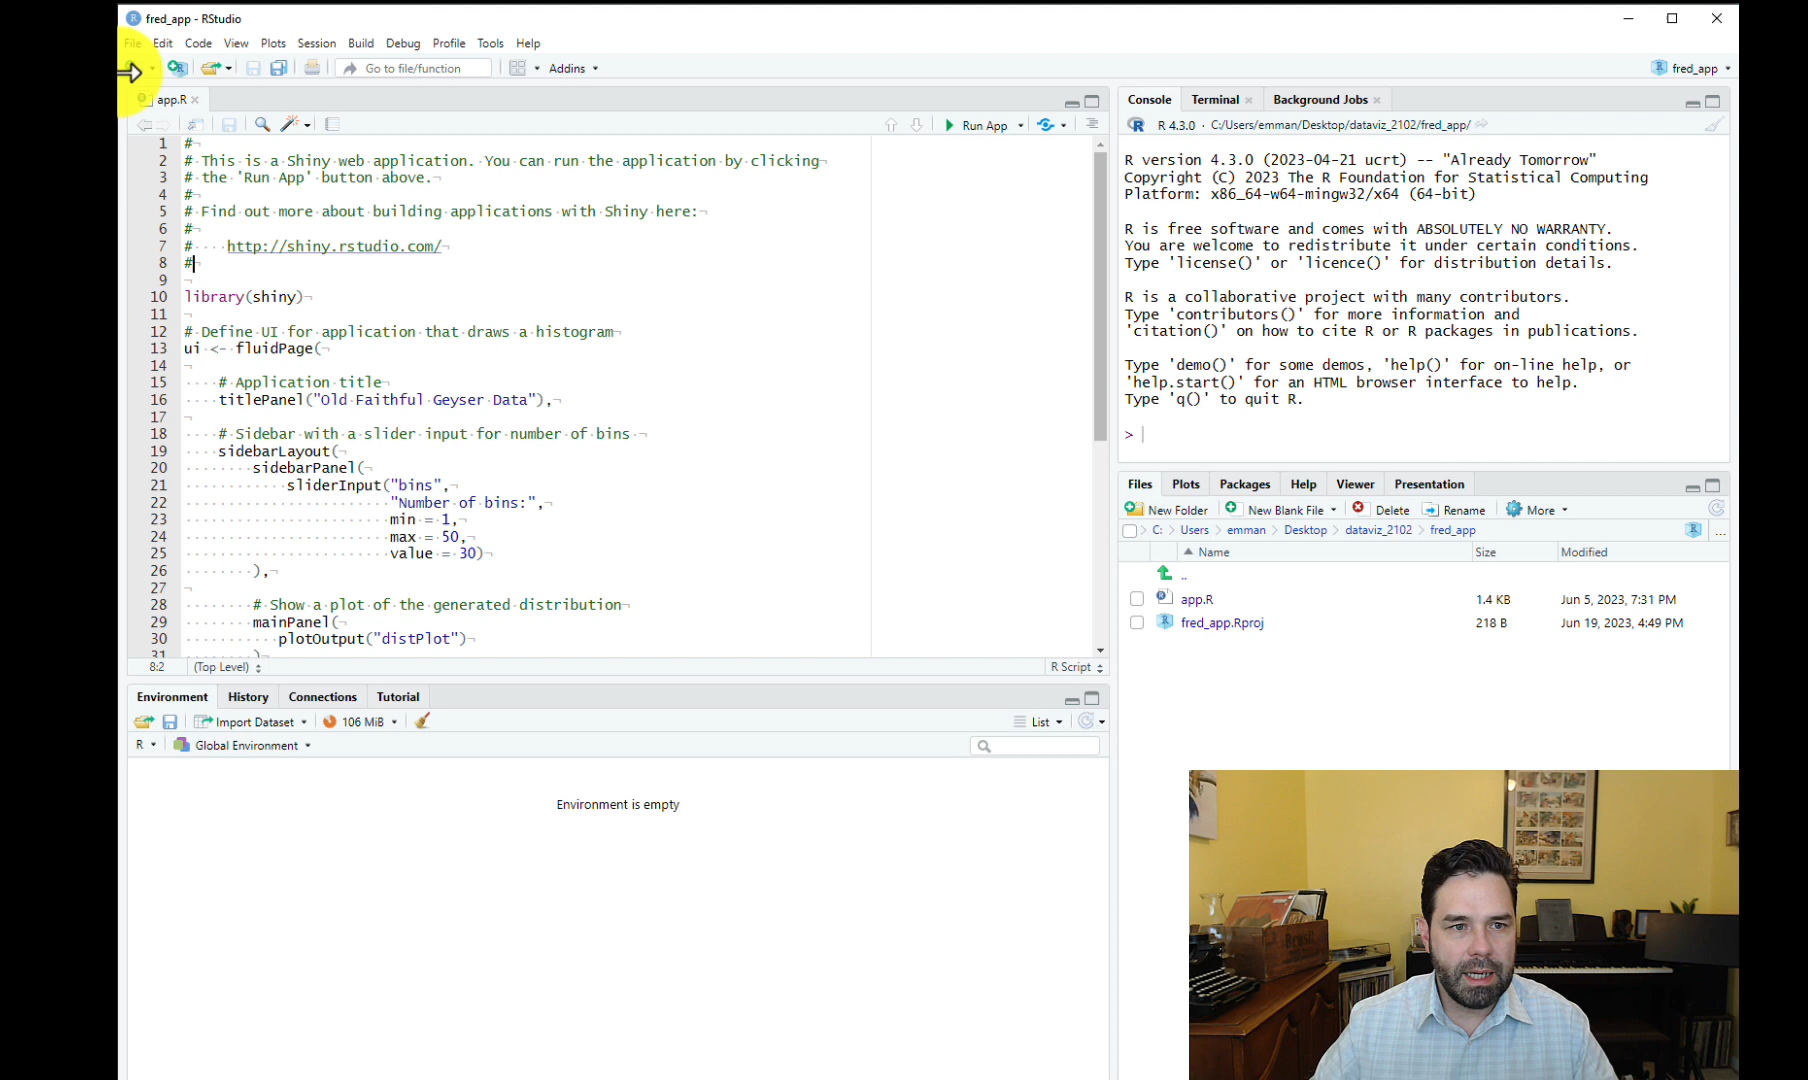 fred_app - RStudio
File Edit Code View Plots Session Build Debug Profile Tools Help
Go to file/function Addins fred_app
app.R
Run App
1 #
2 # This is a Shiny web application. You can run the application by clicking
3 # the 'Run App' button above.
4 #
5 # Find out more about building applications with Shiny here:
6 #
7 # http://shiny.rstudio.com/
8 #
9
10 library(shiny)
11
12 # Define UI for application that draws a histogram
13 ui <- fluidPage(
14
15 # Application title
16 titlePanel("Old Faithful Geyser Data"),
17
18 # Sidebar with a slider input for number of bins
19 sidebarLayout(
20 sidebarPanel(
21 sliderInput("bins",
22 "Number of bins:",
23 min = 1,
24 max = 50,
25 value = 30)
26 ),
27
28 # Show a plot of the generated distribution
29 mainPanel(
30 plotOutput("distPlot")
31 )
8:2 (Top Level) R Script
Environment History Connections Tutorial
Import Dataset 106 MiB List
R Global Environment
Environment is empty
Console Terminal Background Jobs
R 4.3.0 · C:/Users/emman/Desktop/dataviz_2102/fred_app/
R version 4.3.0 (2023-04-21 ucrt) -- "Already Tomorrow"
Copyright (C) 2023 The R Foundation for Statistical Computing
Platform: x86_64-w64-mingw32/x64 (64-bit)
R is free software and comes with ABSOLUTELY NO WARRANTY.
You are welcome to redistribute it under certain conditions.
Type 'license()' or 'licence()' for distribution details.
R is a collaborative project with many contributors.
Type 'contributors()' for more information and
'citation()' on how to cite R or R packages in publications.
Type 'demo()' for some demos, 'help()' for on-line help, or
'help.start()' for an HTML browser interface to help.
Type 'q()' to quit R.
>
Files Plots Packages Help Viewer Presentation
New Folder New Blank File Delete Rename More
C: Users emman Desktop dataviz_2102 fred_app ...
Name Size Modified
..
app.R 1.4 KB Jun 5, 2023, 7:31 PM
fred_app.Rproj 218 B Jun 19, 2023, 4:49 PM